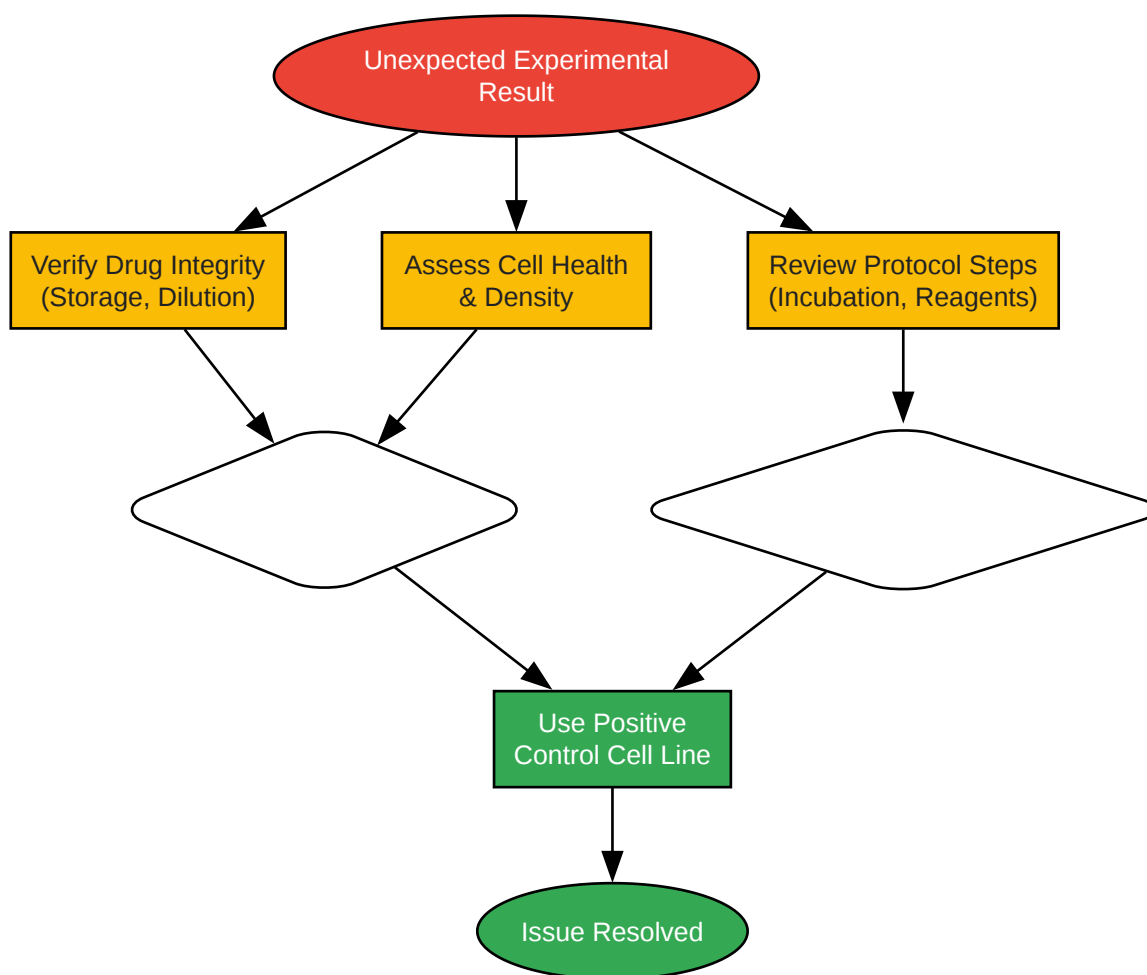 Unexpected Experimental
Result
Verify Drug Integrity
(Storage, Dilution)
Assess Cell Health
& Density
Review Protocol Steps
(Incubation, Reagents)
Use Positive
Control Cell Line
Issue Resolved